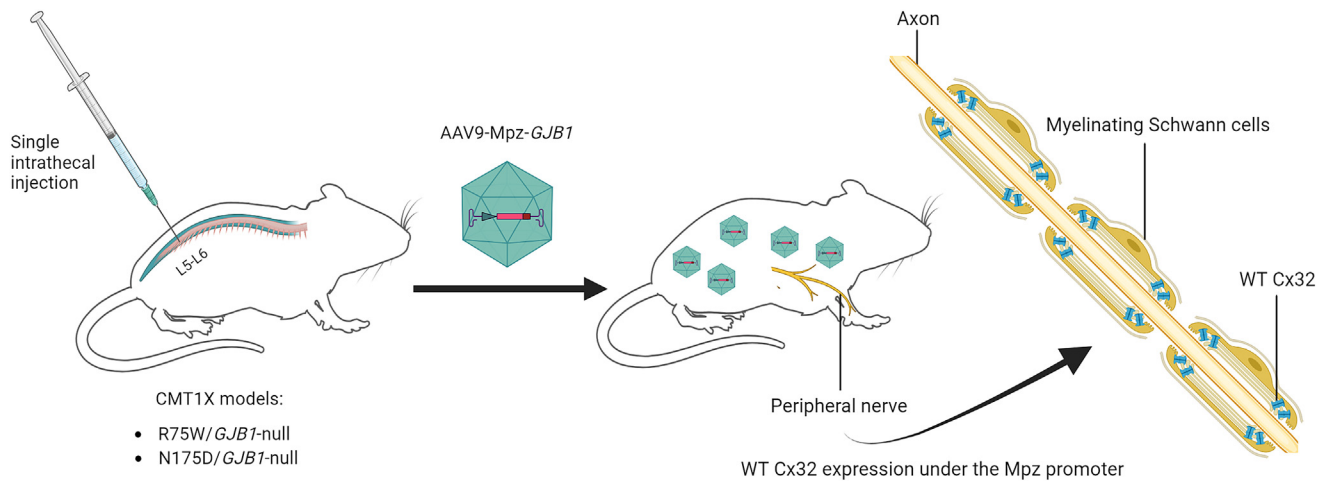 Single
intrathecal
injection
L5-L6
CMT1X models:
• R75W/GJB1-null
• N175D/GJB1-null
AAV9-Mpz-GJB1
Peripheral nerve
WT Cx32 expression under the Mpz promoter
Axon
Myelinating Schwann cells
WT Cx32